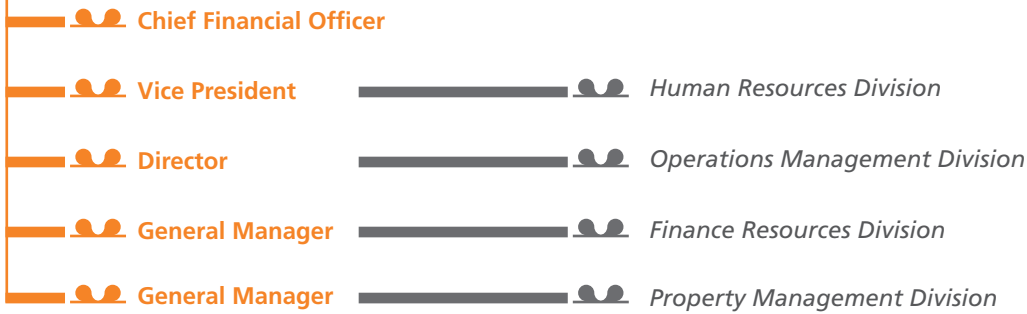 Chief Financial Officer
Vice President Human Resources Division
Director Operations Management Division
General Manager Finance Resources Division
General Manager Property Management Division